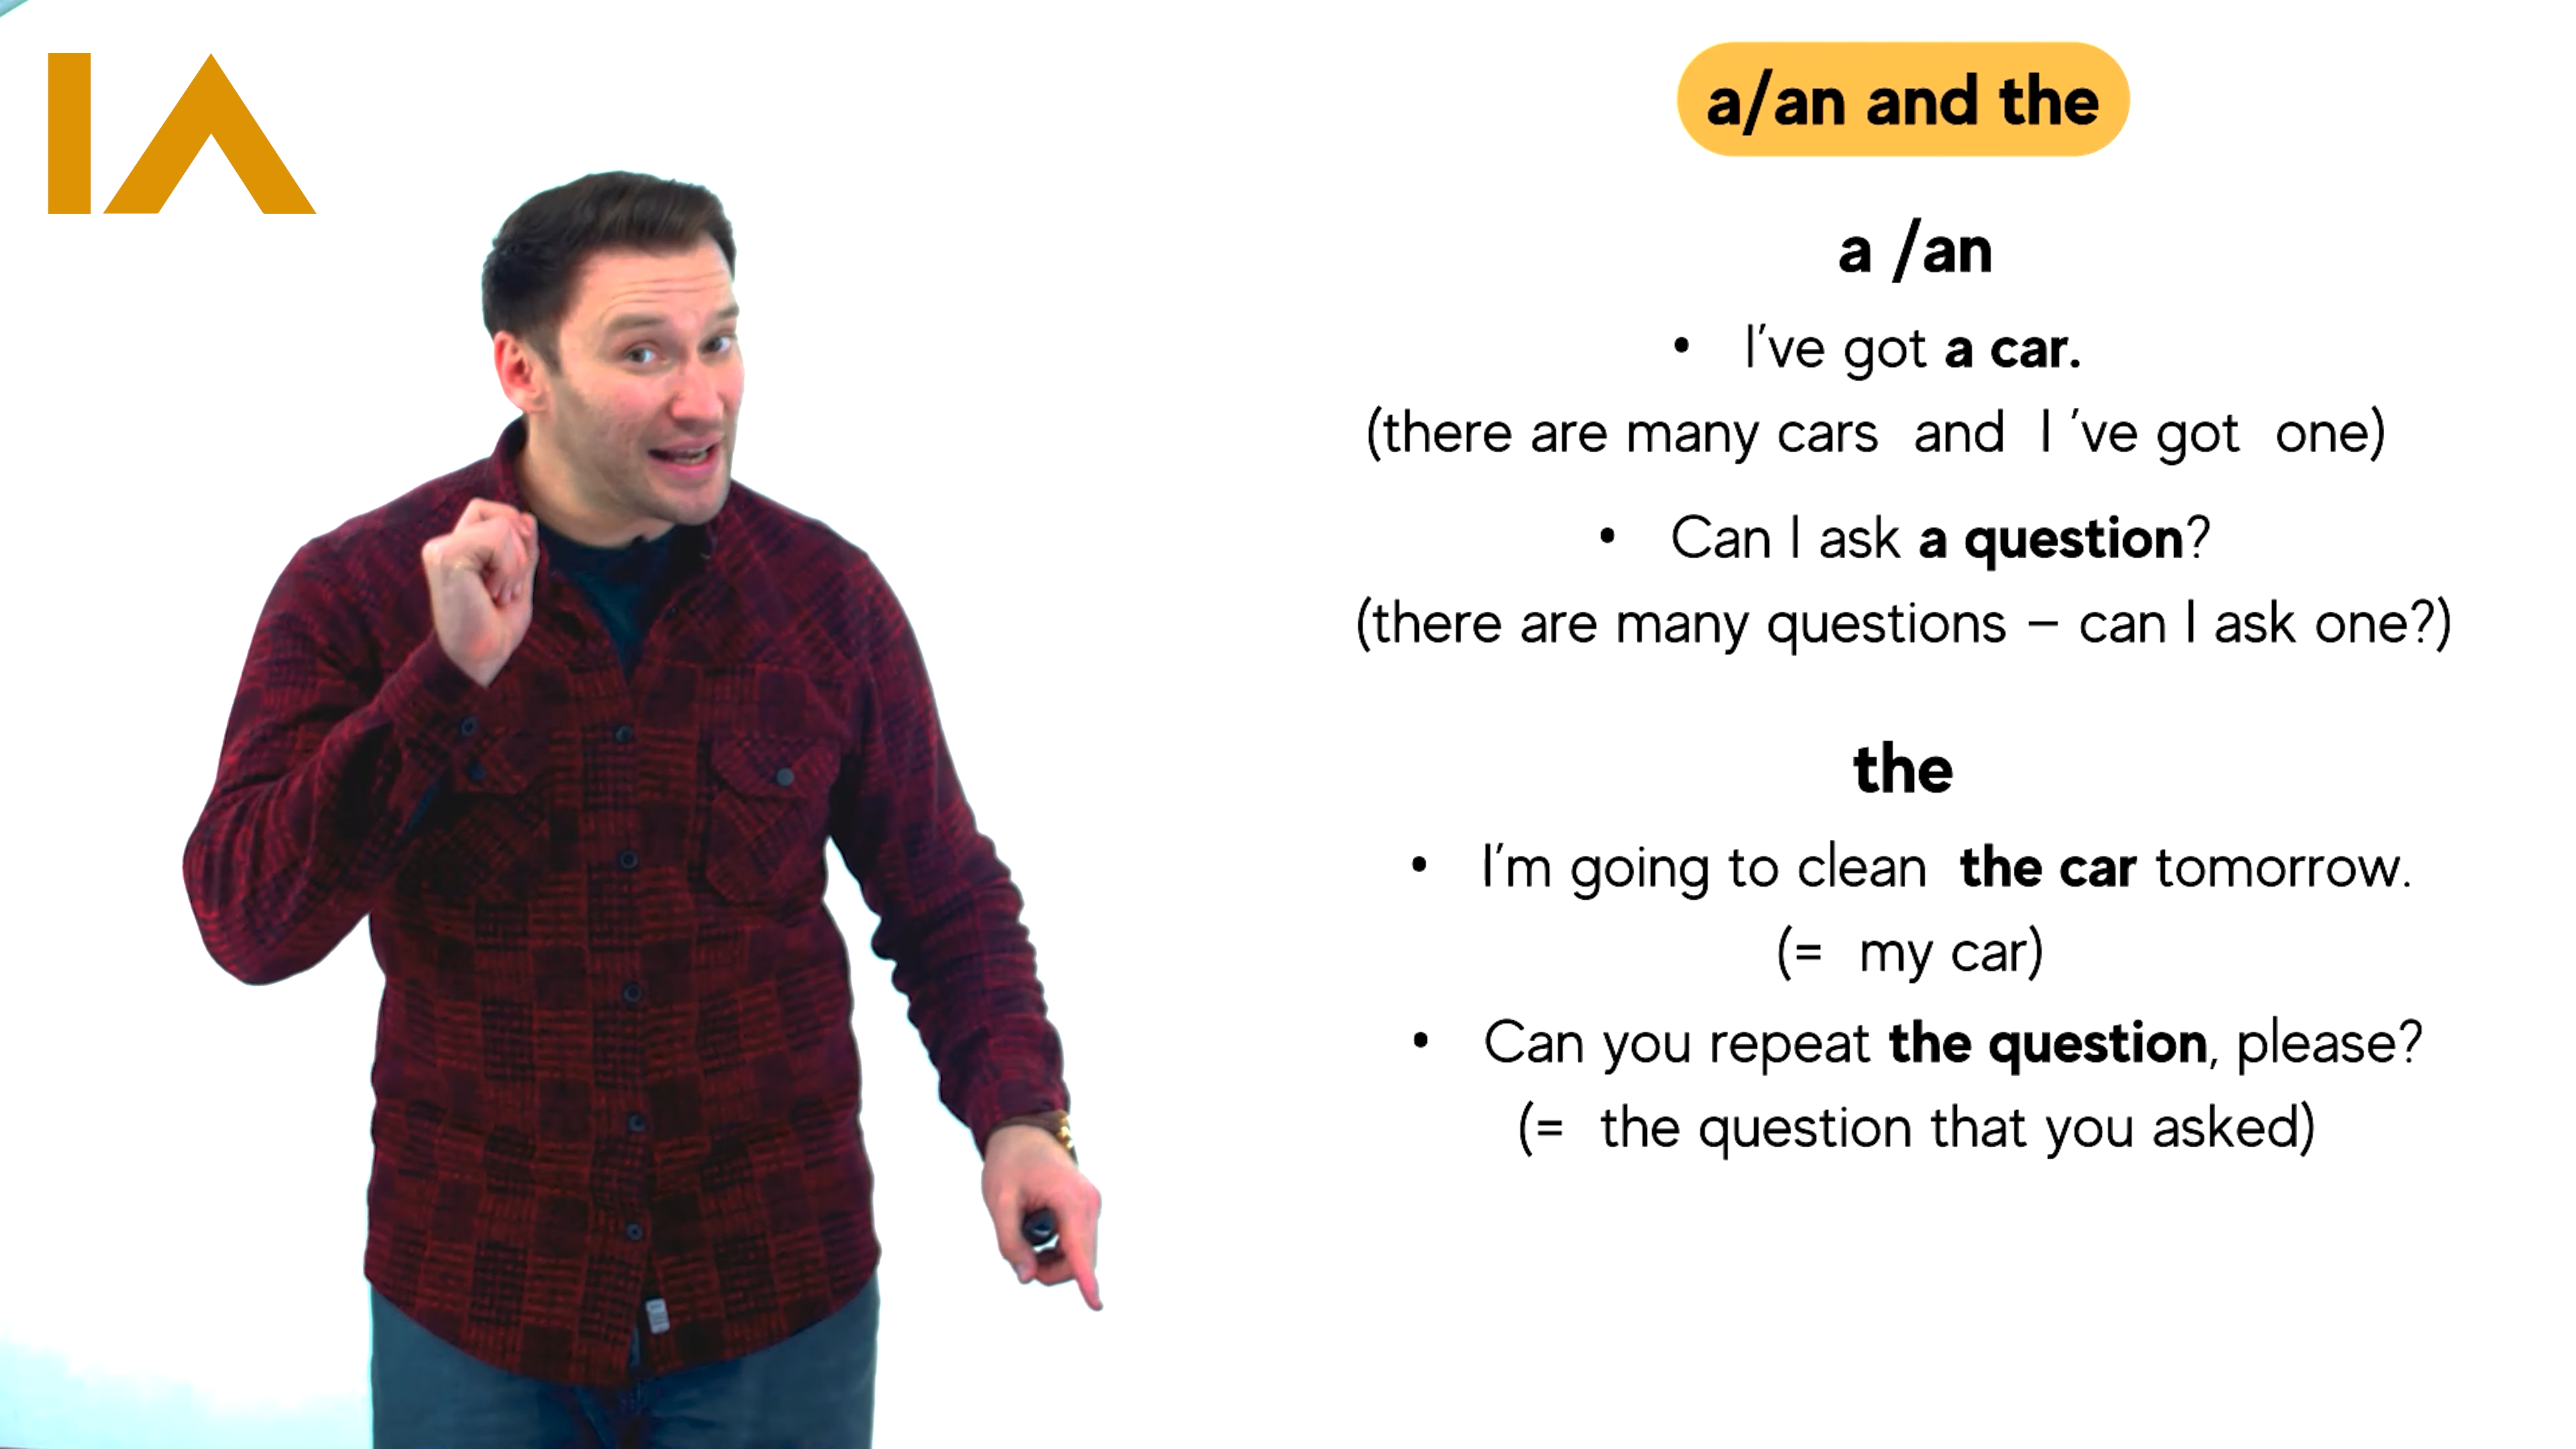 IA
a/an and the
a /an
• I've got a car.
(there are many cars and I 've got one)
• Can I ask a question?
(there are many questions – can I ask one?)
the
• I'm going to clean the car tomorrow.
(= my car)
• Can you repeat the question, please?
(= the question that you asked)